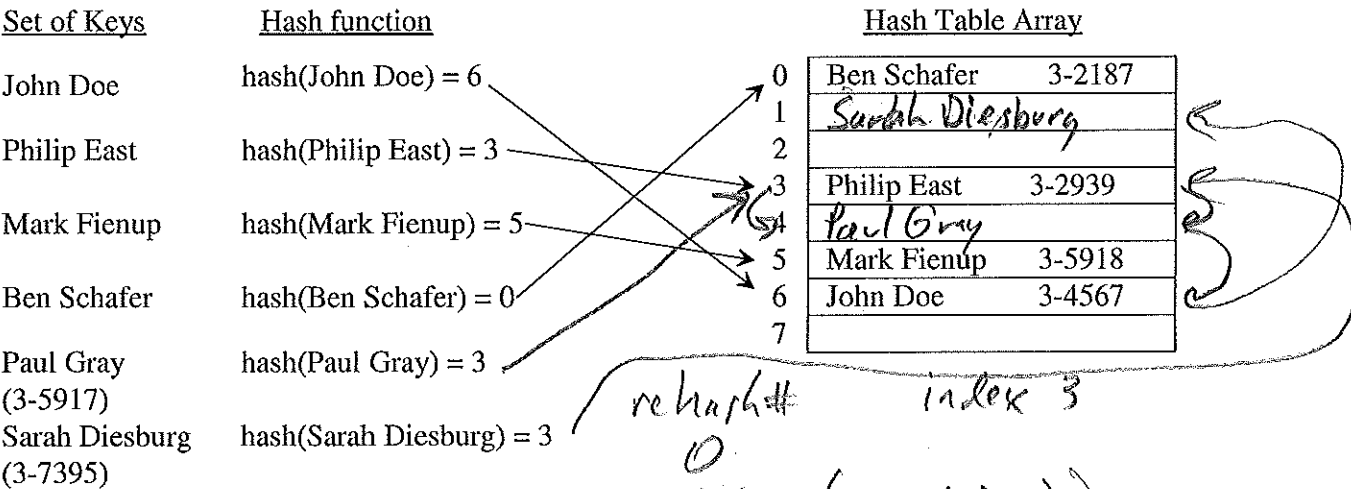 Set of Keys Hash function Hash Table Array
John Doe hash(John Doe) = 6 0 Ben Schafer 3-2187
1 Sarah Diesburg
Philip East hash(Philip East) = 3 2
3 Philip East 3-2939
Mark Fienup hash(Mark Fienup) = 5 4 Paul Gray
5 Mark Fienup 3-5918
Ben Schafer hash(Ben Schafer) = 0 6 John Doe 3-4567
7
Paul Gray hash(Paul Gray) = 3
(3-5917) rehash# index 3
Sarah Diesburg hash(Sarah Diesburg) = 3 0
(3-7395)